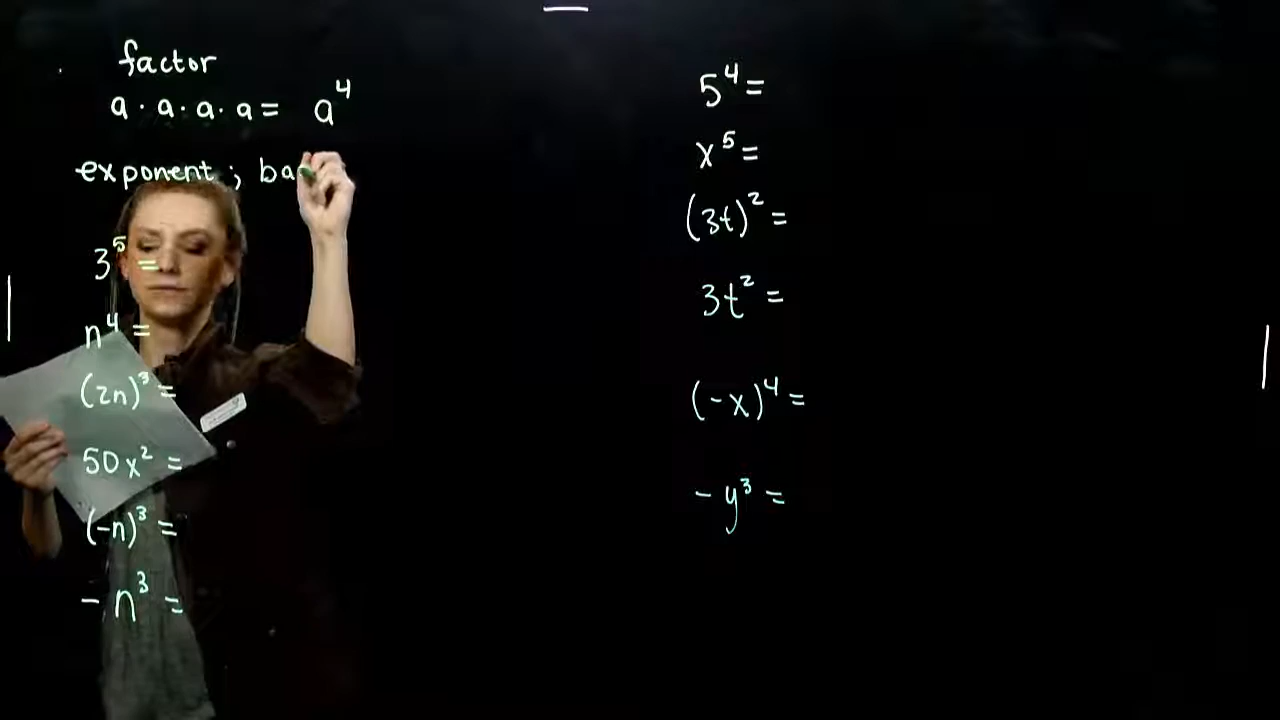 factor
a · a · a · a = a⁴
exponent ; ba
3⁵ =
n⁴ =
(2n)³ =
50x² =
(-n)³ =
- n³ =
5⁴ =
x⁵ =
(3t)² =
3t² =
(-x)⁴ =
- y³ =